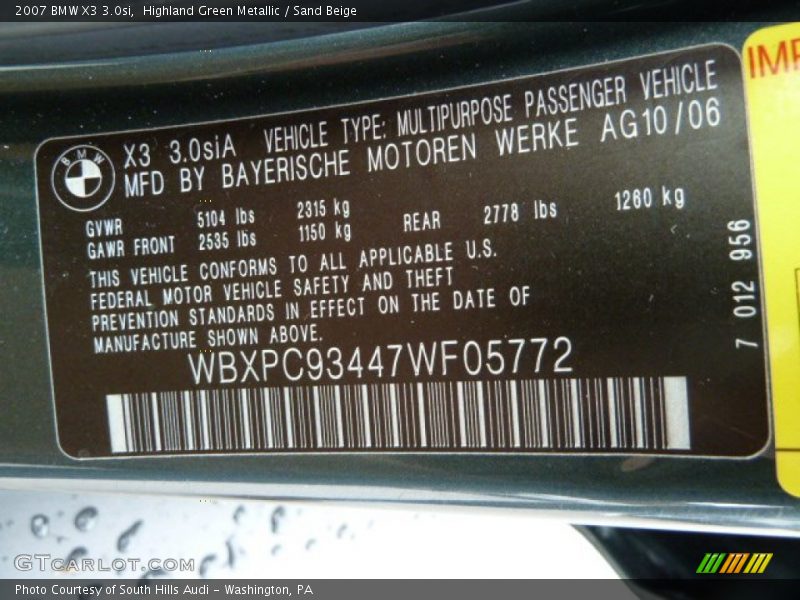 2007 BMW X3 3.0si, Highland Green Metallic / Sand Beige
BMW
X3 3.0siA VEHICLE TYPE: MULTIPURPOSE PASSENGER VEHICLE
MFD BY BAYERISCHE MOTOREN WERKE AG10/06
GVWR 5104 lbs 2315 kg
GAWR FRONT 2535 lbs 1150 kg REAR 2778 lbs 1260 kg
THIS VEHICLE CONFORMS TO ALL APPLICABLE U.S.
FEDERAL MOTOR VEHICLE SAFETY AND THEFT
PREVENTION STANDARDS IN EFFECT ON THE DATE OF
MANUFACTURE SHOWN ABOVE.
WBXPC93447WF05772
7 012 956
IMP
GTcarlot.com
Photo Courtesy of South Hills Audi - Washington, PA